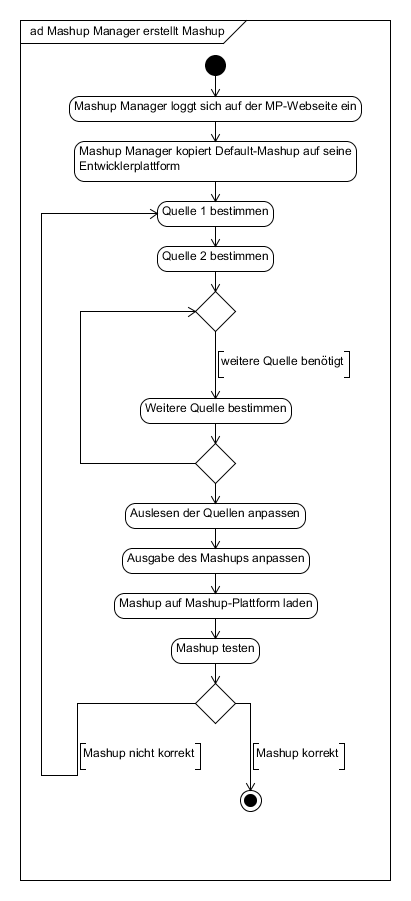 ad Mashup Manager erstellt Mashup
Mashup Manager loggt sich auf der MP-Webseite ein
Mashup Manager kopiert Default-Mashup auf seine
Entwicklerplattform
Quelle 1 bestimmen
Quelle 2 bestimmen
weitere Quelle benötigt
Weitere Quelle bestimmen
Auslesen der Quellen anpassen
Ausgabe des Mashups anpassen
Mashup auf Mashup-Plattform laden
Mashup testen
Mashup nicht korrekt
Mashup korrekt